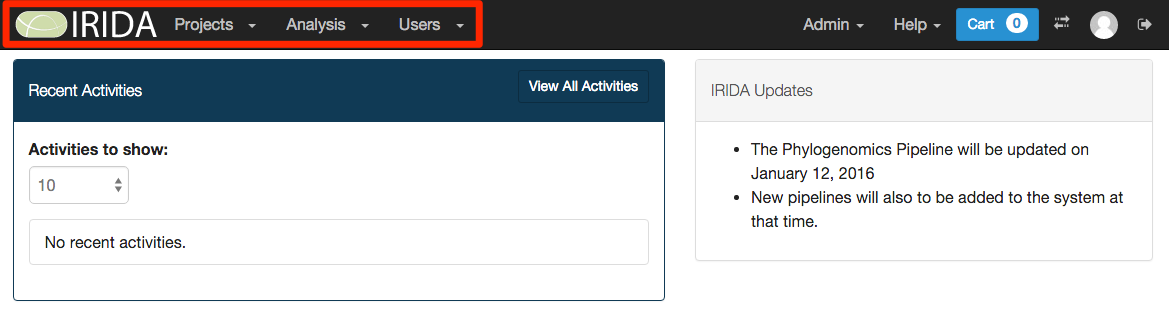 IRIDA Projects Analysis Users Admin Help Cart 0
Recent Activities View All Activities
Activities to show:
10
No recent activities.
IRIDA Updates
• The Phylogenomics Pipeline will be updated on
January 12, 2016
• New pipelines will also to be added to the system at
that time.